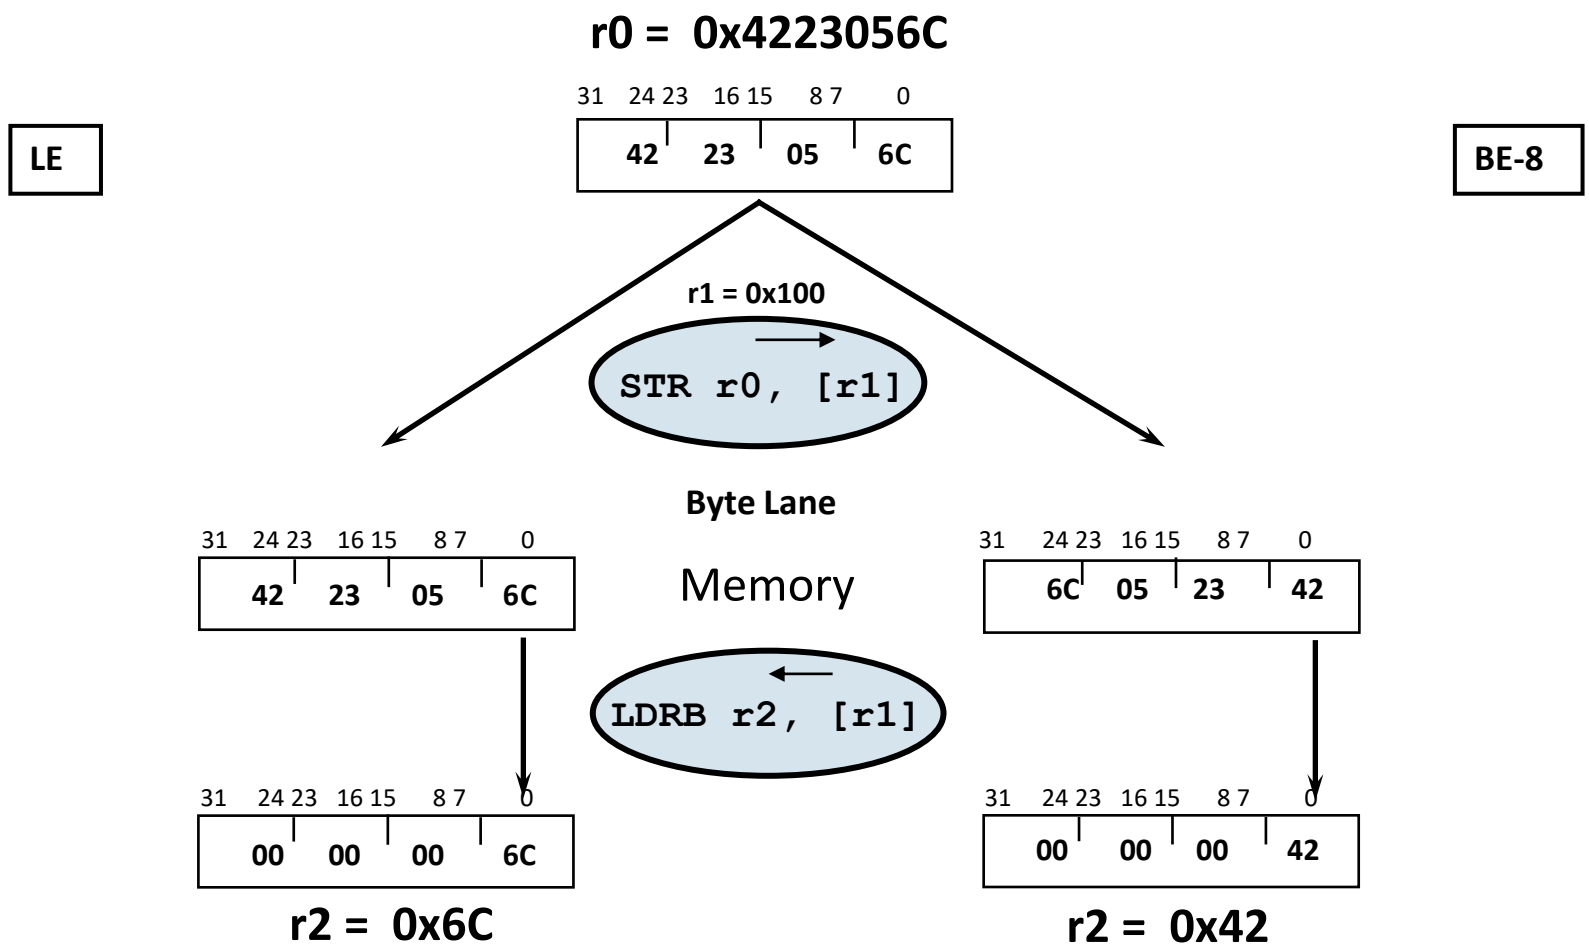 r0 = 0x4223056C
31 24 23 16 15 8 7 0
LE
42 23 05 6C
BE-8
r1 = 0x100
STR r0, [r1]
Byte Lane
31 24 23 16 15 8 7 0
42 23 05 6C
Memory
31 24 23 16 15 8 7 0
6C 05 23 42
LDRB r2, [r1]
31 24 23 16 15 8 7 0
00 00 00 6C
r2 = 0x6C
31 24 23 16 15 8 7 0
00 00 00 42
r2 = 0x42